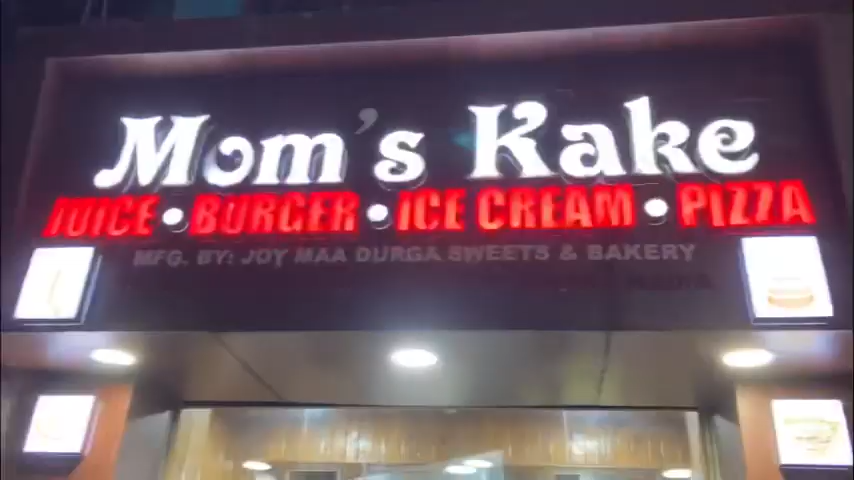 Mom's Kake
JUICE • BURGER • ICE CREAM • PIZZA
MFG. BY: JOY MAA DURGA SWEETS & BAKERY